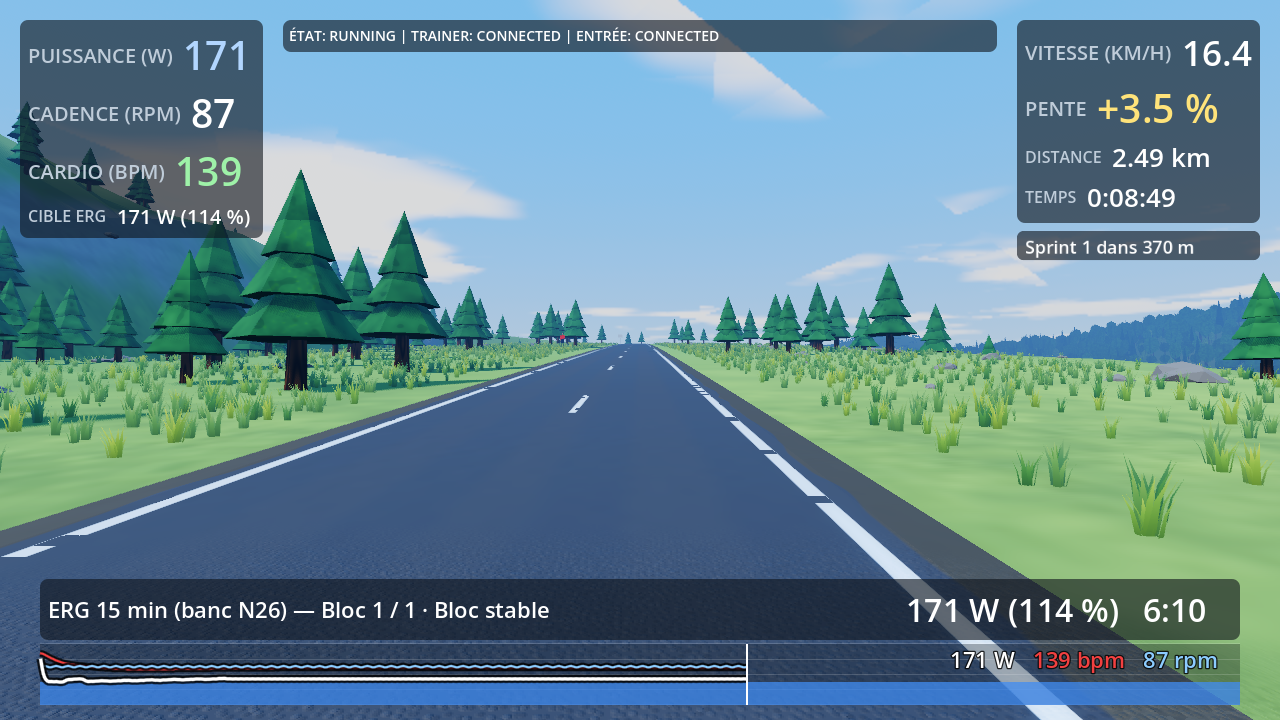 PUISSANCE (W) 171
CADENCE (RPM) 87
CARDIO (BPM) 139
CIBLE ERG 171 W (114 %)
ÉTAT: RUNNING | TRAINER: CONNECTED | ENTRÉE: CONNECTED
VITESSE (KM/H) 16.4
PENTE +3.5 %
DISTANCE 2.49 km
TEMPS 0:08:49
Sprint 1 dans 370 m
ERG 15 min (banc N26) — Bloc 1 / 1 · Bloc stable 171 W (114 %) 6:10
171 W 139 bpm 87 rpm